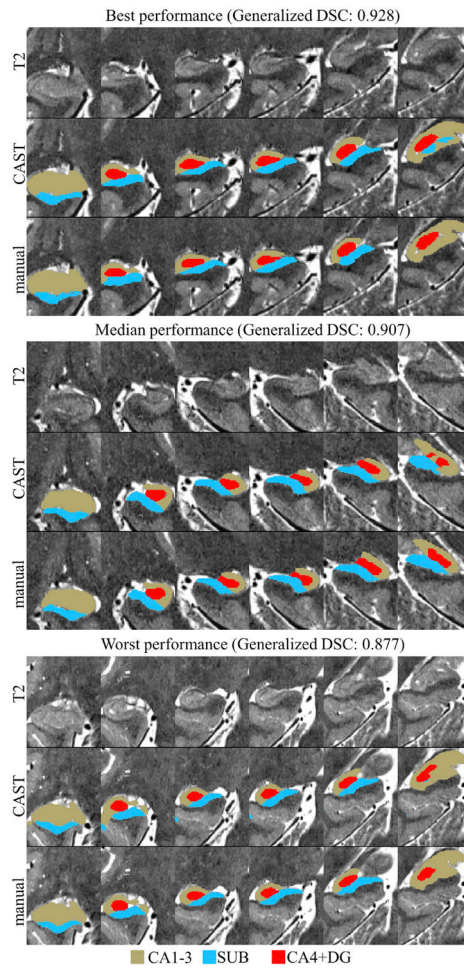 Best performance (Generalized DSC: 0.928)
T2
CAST
manual
Median performance (Generalized DSC: 0.907)
T2
CAST
manual
Worst performance (Generalized DSC: 0.877)
T2
CAST
manual
CA1-3 SUB CA4+DG